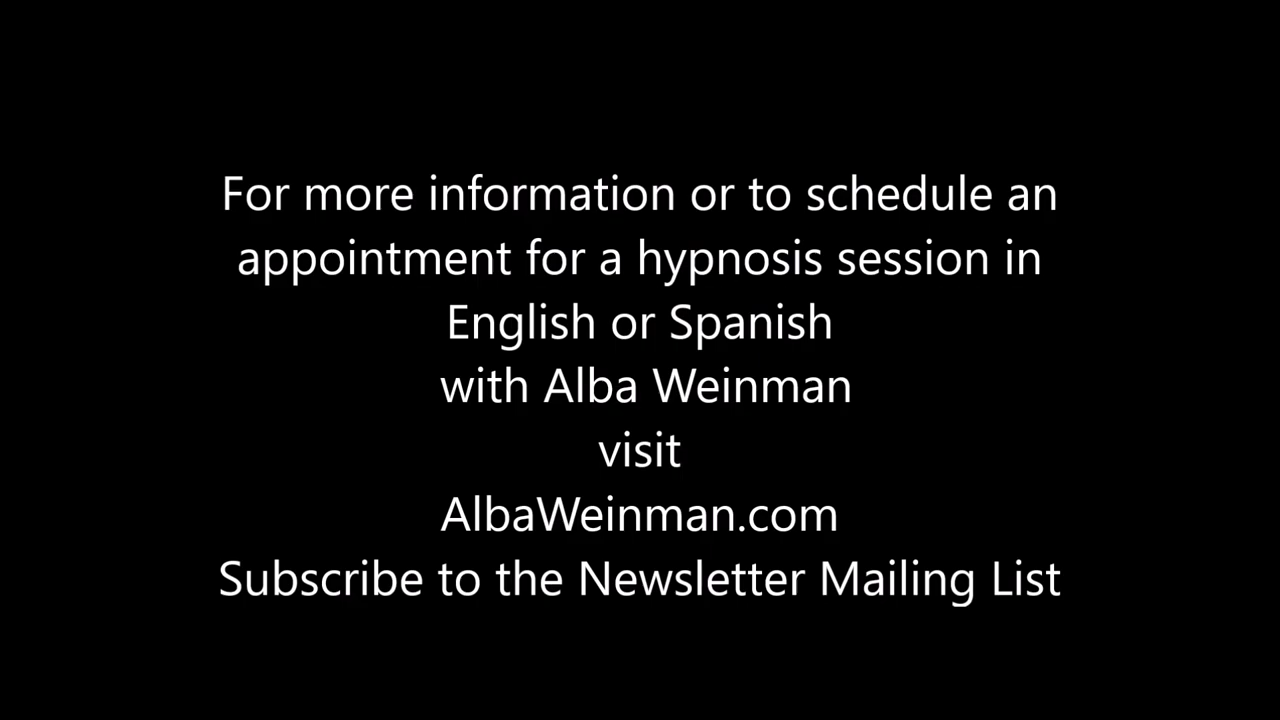 For more information or to schedule an
appointment for a hypnosis session in
English or Spanish
with Alba Weinman
visit
AlbaWeinman.com
Subscribe to the Newsletter Mailing List